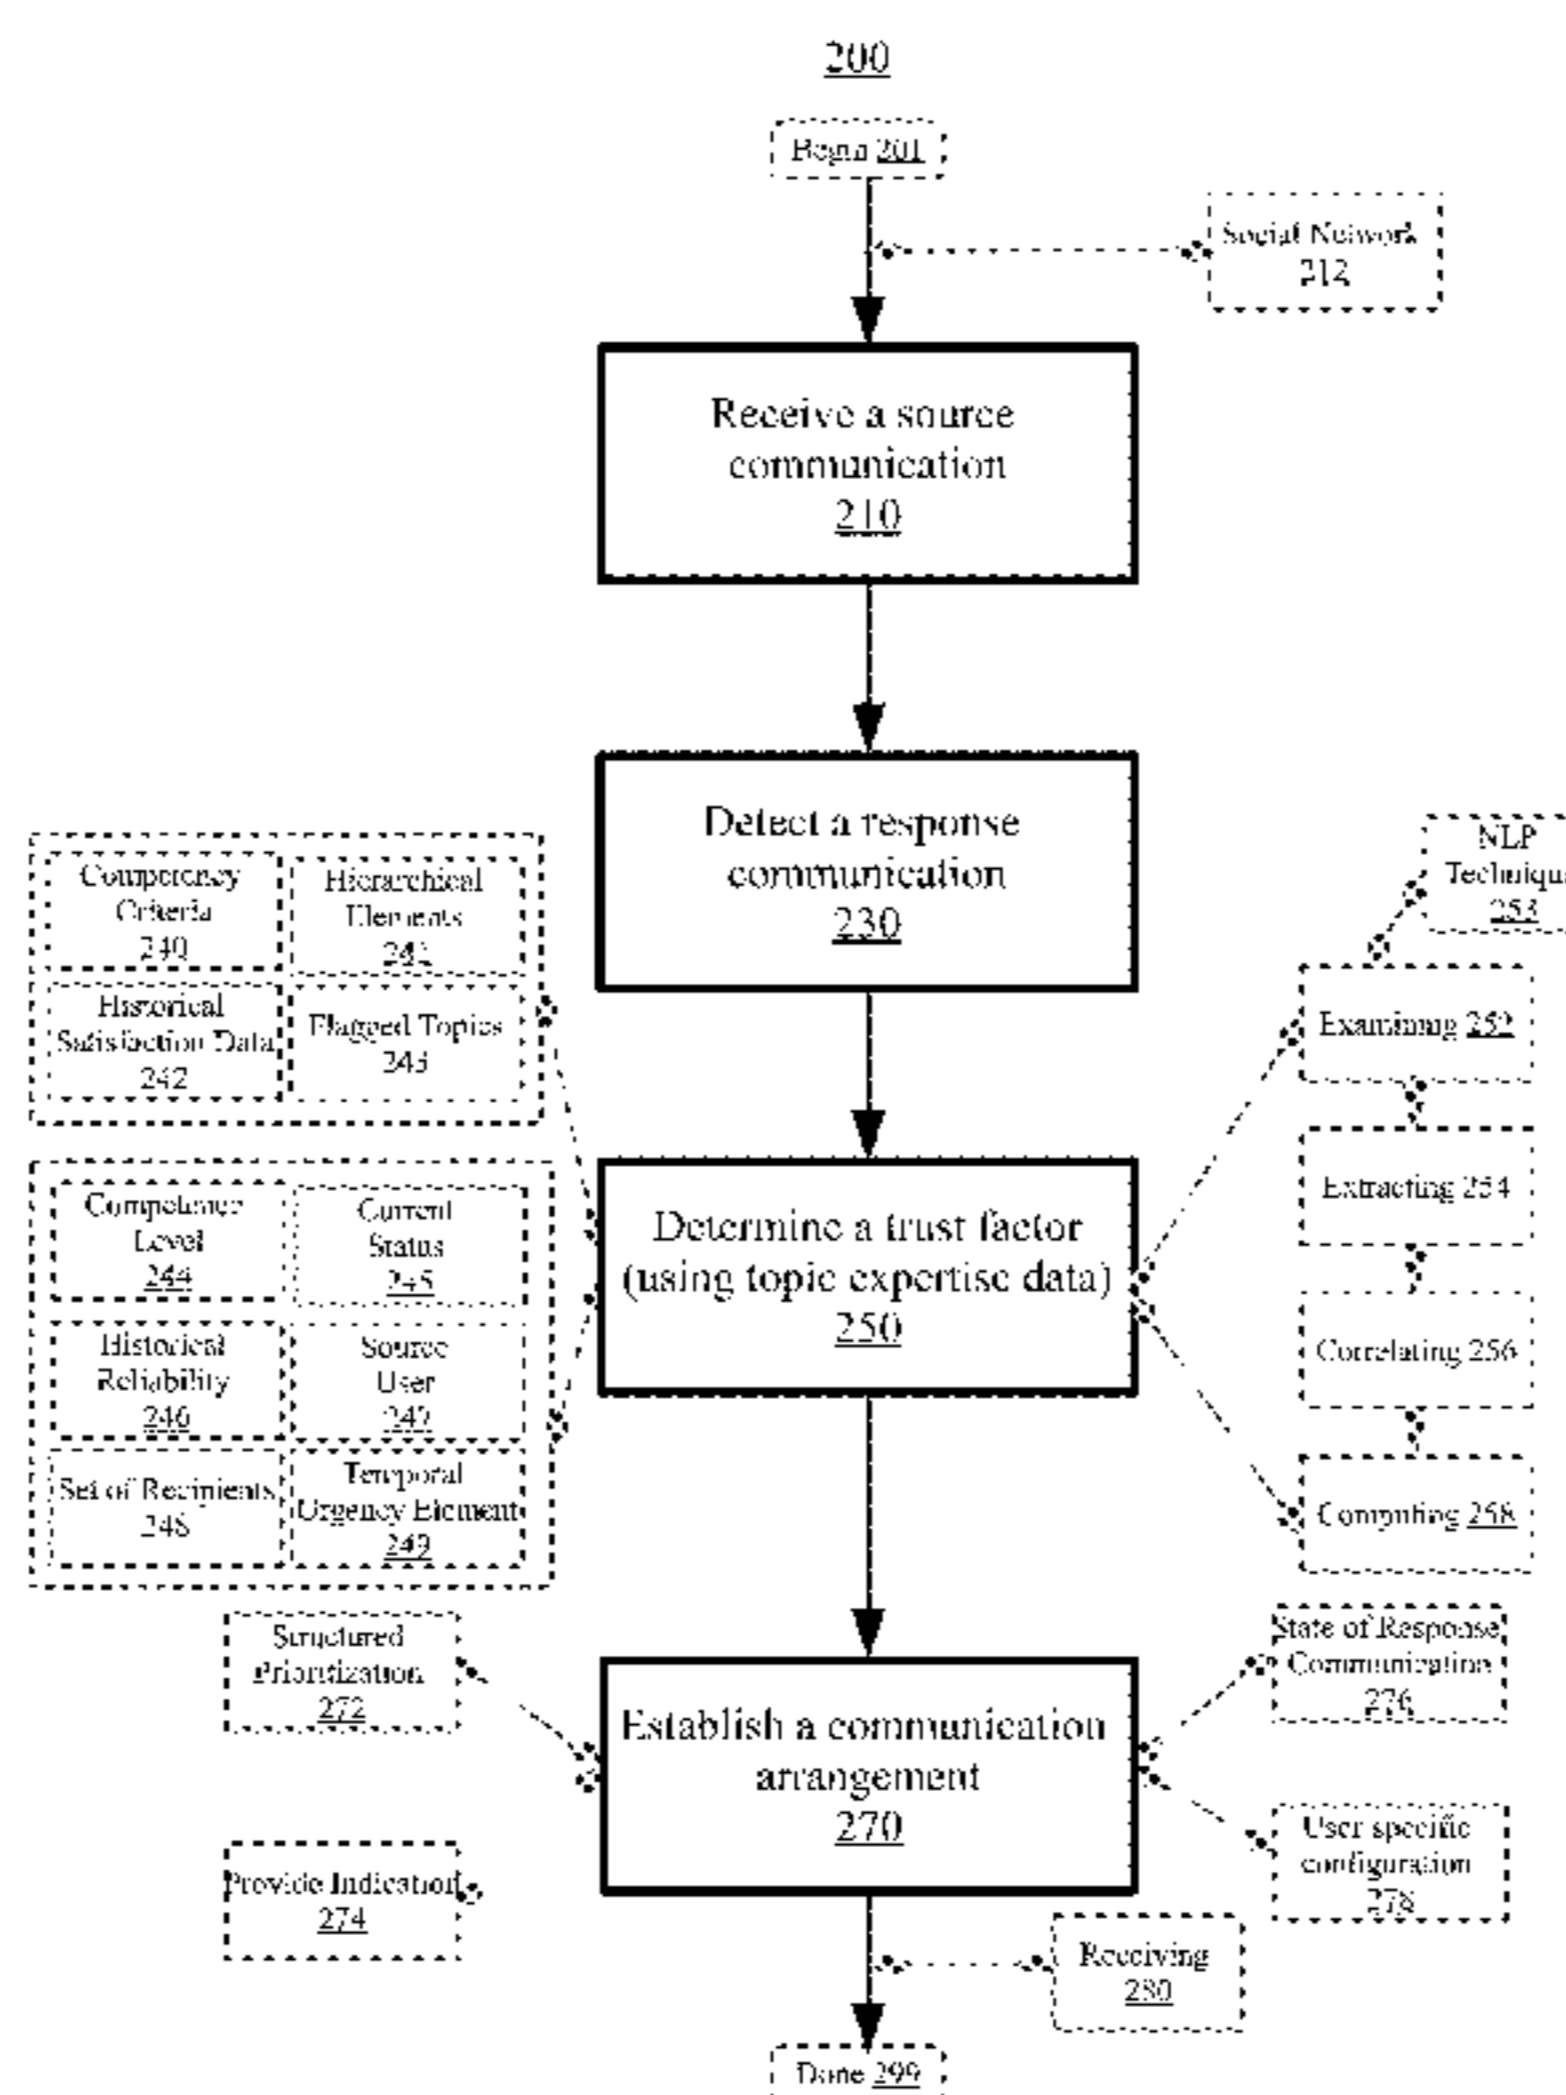 200
Begin 201
Social Network
212
Receive a source
communication
210
Detect a response
communication
230
Competency
Criteria
240
Hierarchical
Elements
Historical
Satisfaction Data
242
Flagged Topics
243
NLP
253
Examining 252
Extracting 254
Correlating 256
Computing 258
Competence
Level
244
Current
Status
245
Historical
Reliability
246
Source
User
247
Set of Recipients
248
Temporal
Urgency Element
249
Determine a trust factor
(using topic expertise data)
250
Structured
Prioritization
272
State of Response
Communication
276
Establish a communication
arrangement
270
Provide Indication
274
User specific
configuration
278
Receiving
280
Done 299